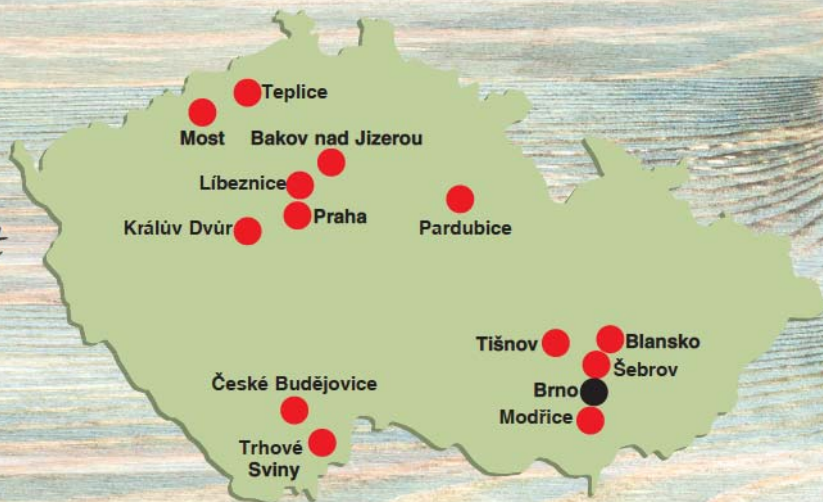 Teplice
Most
Bakov nad Jizerou
Líbeznice
Praha
Králův Dvůr
Pardubice
Tišnov
Blansko
Šebrov
Brno
Modřice
České Budějovice
Trhové
Sviny